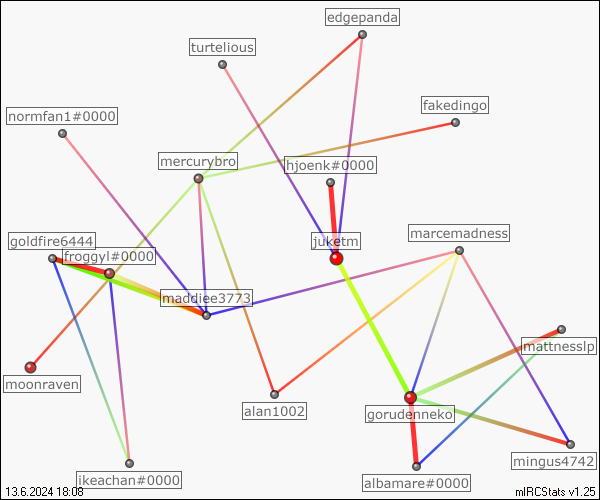 edgepanda
turtelious
fakedingo
normfan1#0000
mercurybro
hjoenk#0000
marcemadness
juketm
goldfire6444
froggyl#0000
maddiee3773
mattnesslp
moonraven
alan1002
gorudenneko
mingus4742
ikeachan#0000
albamare#0000
13.6.2024 18:08
mIRCStats v1.25